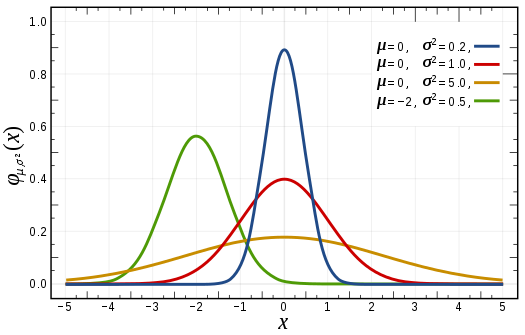 μ=0, σ²=0.2,
μ=0, σ²=1.0,
μ=0, σ²=5.0,
μ=−2, σ²=0.5,
φμ,σ²(x)
1.0
0.8
0.6
0.4
0.2
0.0
−5 −4 −3 −2 −1 0 1 2 3 4 5
x